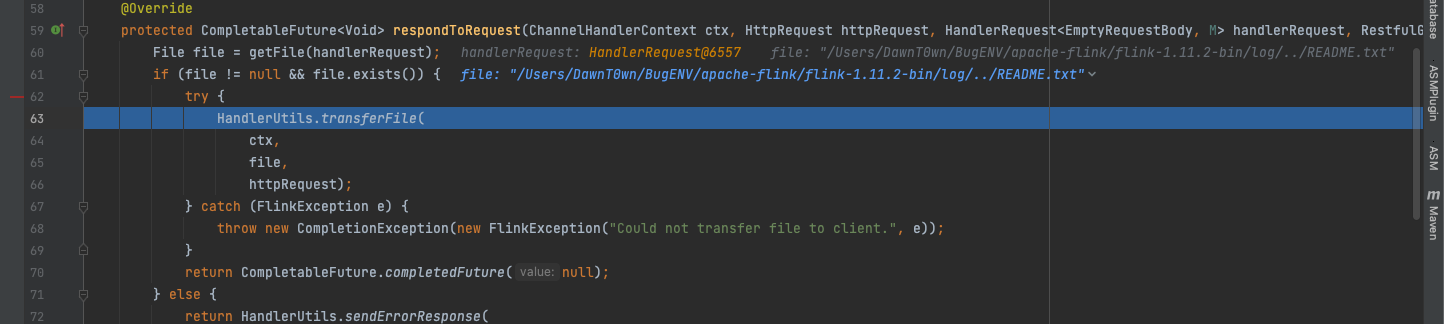 58 @Override
59 protected CompletableFuture<Void> respondToRequest(ChannelHandlerContext ctx, HttpRequest httpRequest, HandlerRequest<EmptyRequestBody, M> handlerRequest, RestfulG
60 File file = getFile(handlerRequest); handlerRequest: HandlerRequest@6557 file: "/Users/DawnT0wn/BugENV/apache-flink/flink-1.11.2-bin/log/../README.txt"
61 if (file != null && file.exists()) { file: "/Users/DawnT0wn/BugENV/apache-flink/flink-1.11.2-bin/log/../README.txt"
62 try {
63 HandlerUtils.transferFile(
64 ctx,
65 file,
66 httpRequest);
67 } catch (FlinkException e) {
68 throw new CompletionException(new FlinkException("Could not transfer file to client.", e));
69 }
70 return CompletableFuture.completedFuture( value: null);
71 } else {
72 return HandlerUtils.sendErrorResponse(
atabase
ASMPlugin
ASM
m Maven